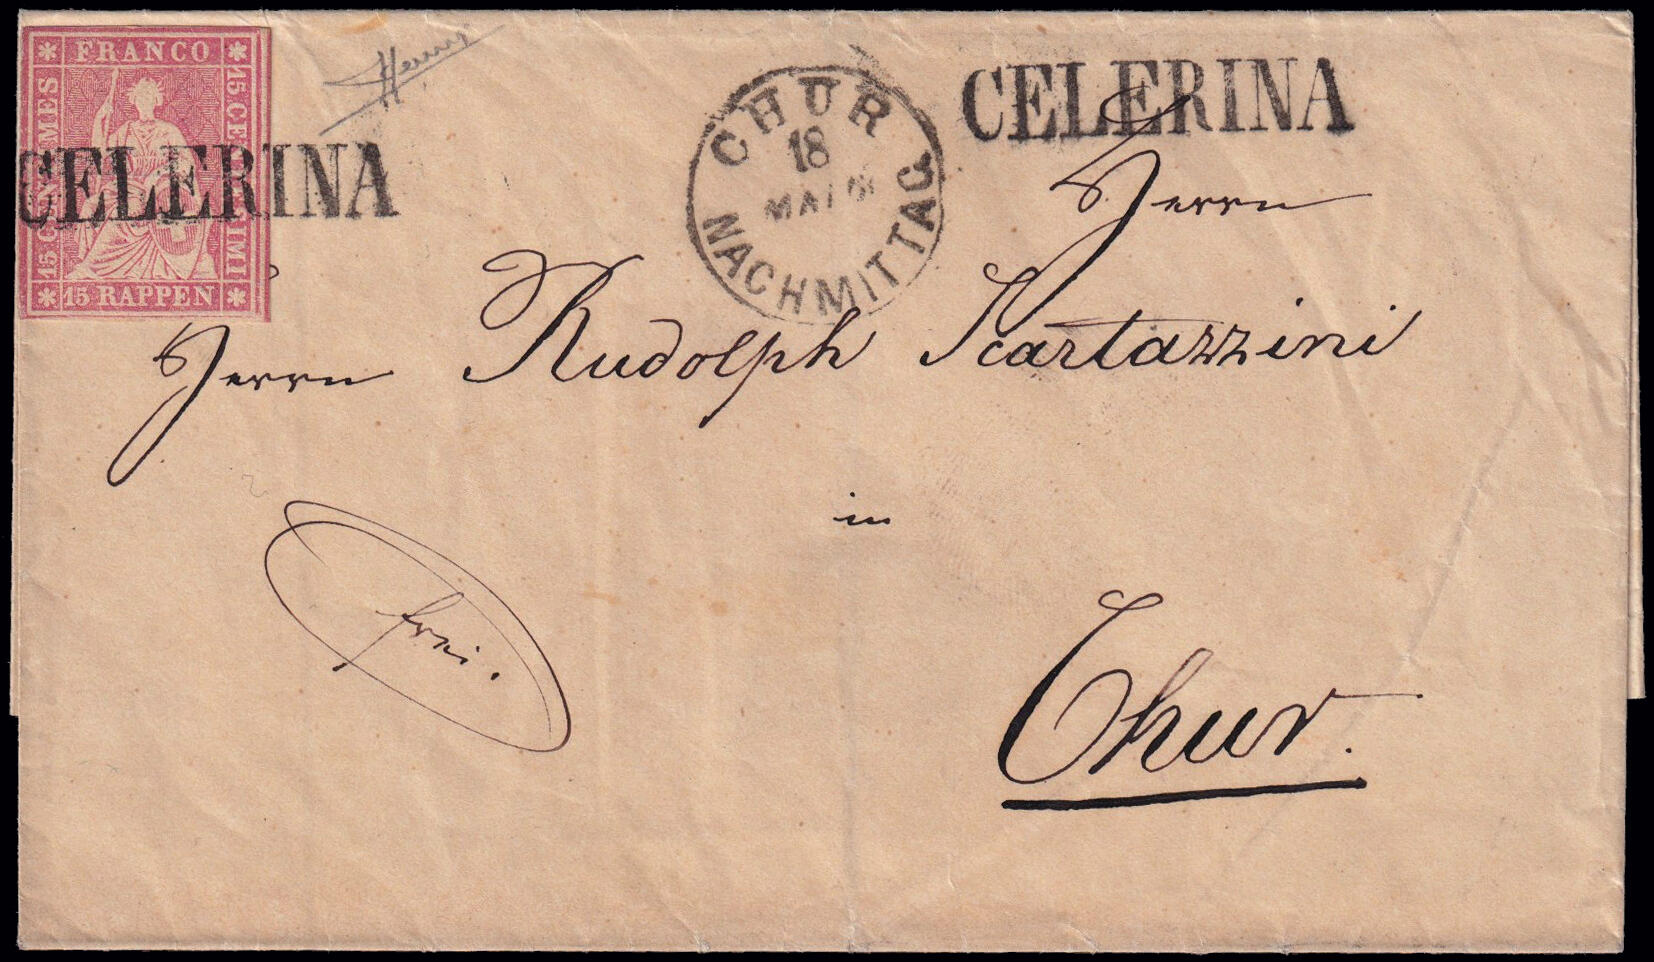 FRANCO
15 CENTIMES
15 CENTESIMI
15 RAPPEN
CELERINA
CHUR
18
MAI
NACHMITTAG
CELERINA
Herrn
Herrn Rudolph Scartazzini
in
frei.
Chur.